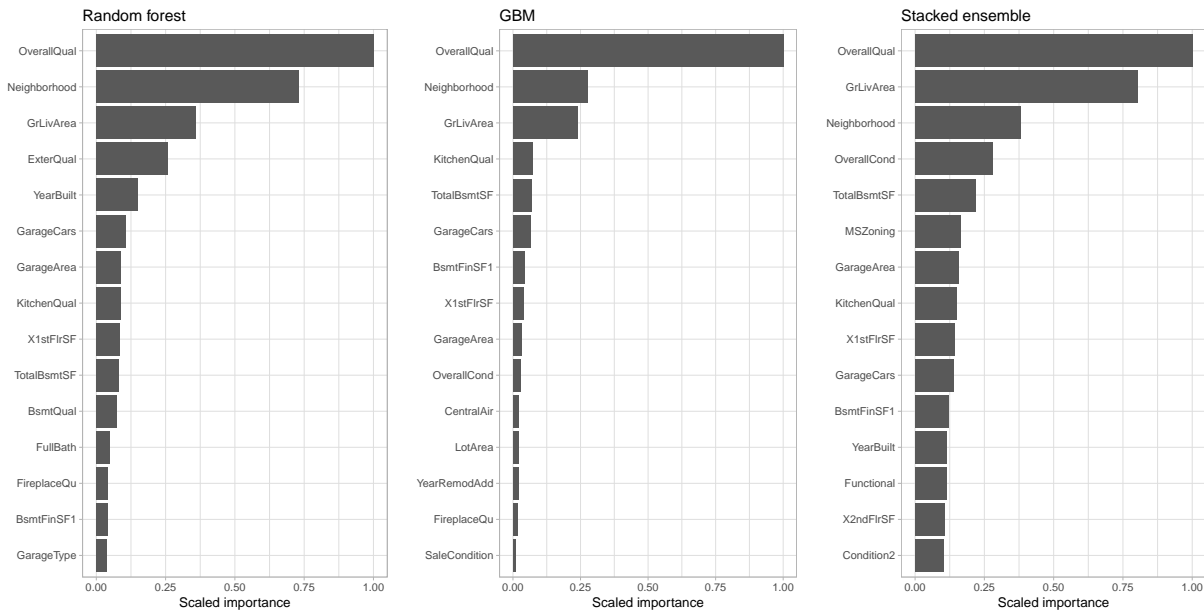 Random forest
OverallQual
Neighborhood
GrLivArea
ExterQual
YearBuilt
GarageCars
GarageArea
KitchenQual
X1stFlrSF
TotalBsmtSF
BsmtQual
FullBath
FireplaceQu
BsmtFinSF1
GarageType
0.00 0.25 0.50 0.75 1.00
Scaled importance
GBM
OverallQual
Neighborhood
GrLivArea
KitchenQual
TotalBsmtSF
GarageCars
BsmtFinSF1
X1stFlrSF
GarageArea
OverallCond
CentralAir
LotArea
YearRemodAdd
FireplaceQu
SaleCondition
0.00 0.25 0.50 0.75 1.00
Scaled importance
Stacked ensemble
OverallQual
GrLivArea
Neighborhood
OverallCond
TotalBsmtSF
MSZoning
GarageArea
KitchenQual
X1stFlrSF
GarageCars
BsmtFinSF1
YearBuilt
Functional
X2ndFlrSF
Condition2
0.00 0.25 0.50 0.75 1.00
Scaled importance